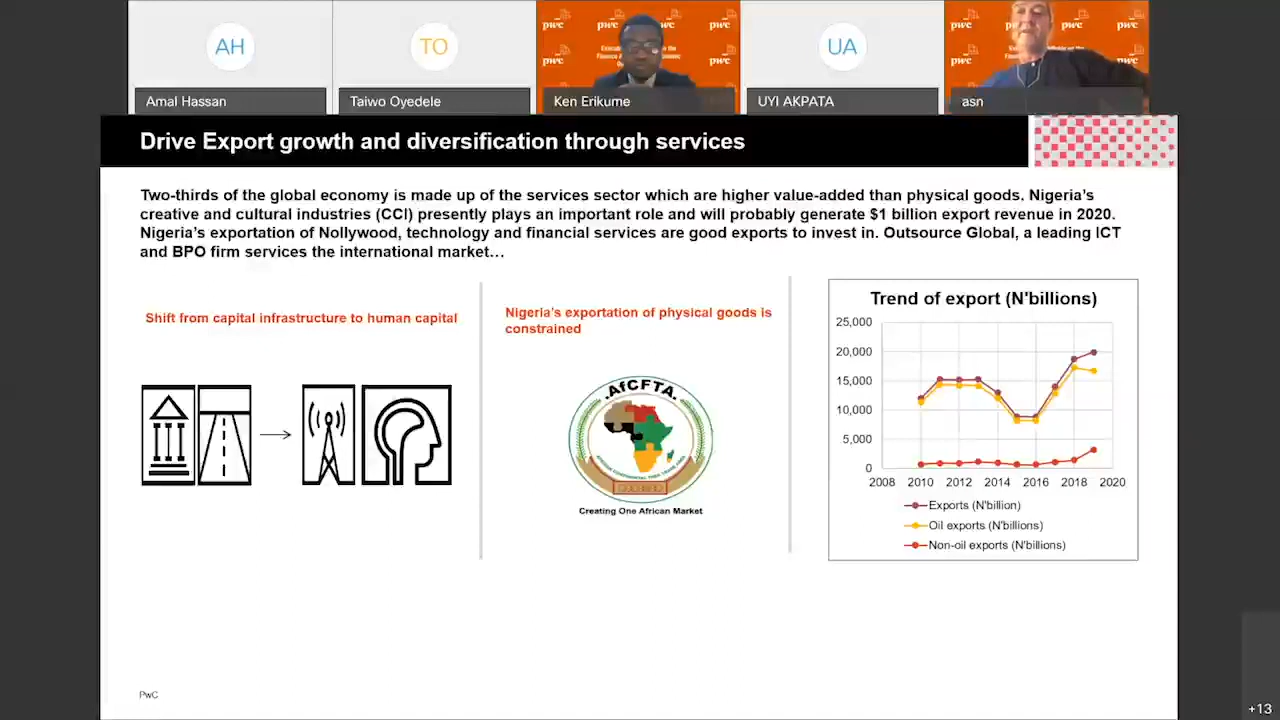 AH
TO
UA
Amal Hassan
Taiwo Oyedele
Ken Erikume
UYI AKPATA
asn
pwc
pwc
pwc
pwc
pwc
pwc
pwc
Drive Export growth and diversification through services
Two-thirds of the global economy is made up of the services sector which are higher value-added than physical goods. Nigeria's
creative and cultural industries (CCI) presently plays an important role and will probably generate $1 billion export revenue in 2020.
Nigeria's exportation of Nollywood, technology and financial services are good exports to invest in. Outsource Global, a leading ICT
and BPO firm services the international market…
Shift from capital infrastructure to human capital
Nigeria's exportation of physical goods is
constrained
AfCFTA
Creating One African Market
Trend of export (N'billions)
25,000
20,000
15,000
10,000
5,000
0
2008 2010 2012 2014 2016 2018 2020
Exports (N'billion)
Oil exports (N'billions)
Non-oil exports (N'billions)
PwC
+13